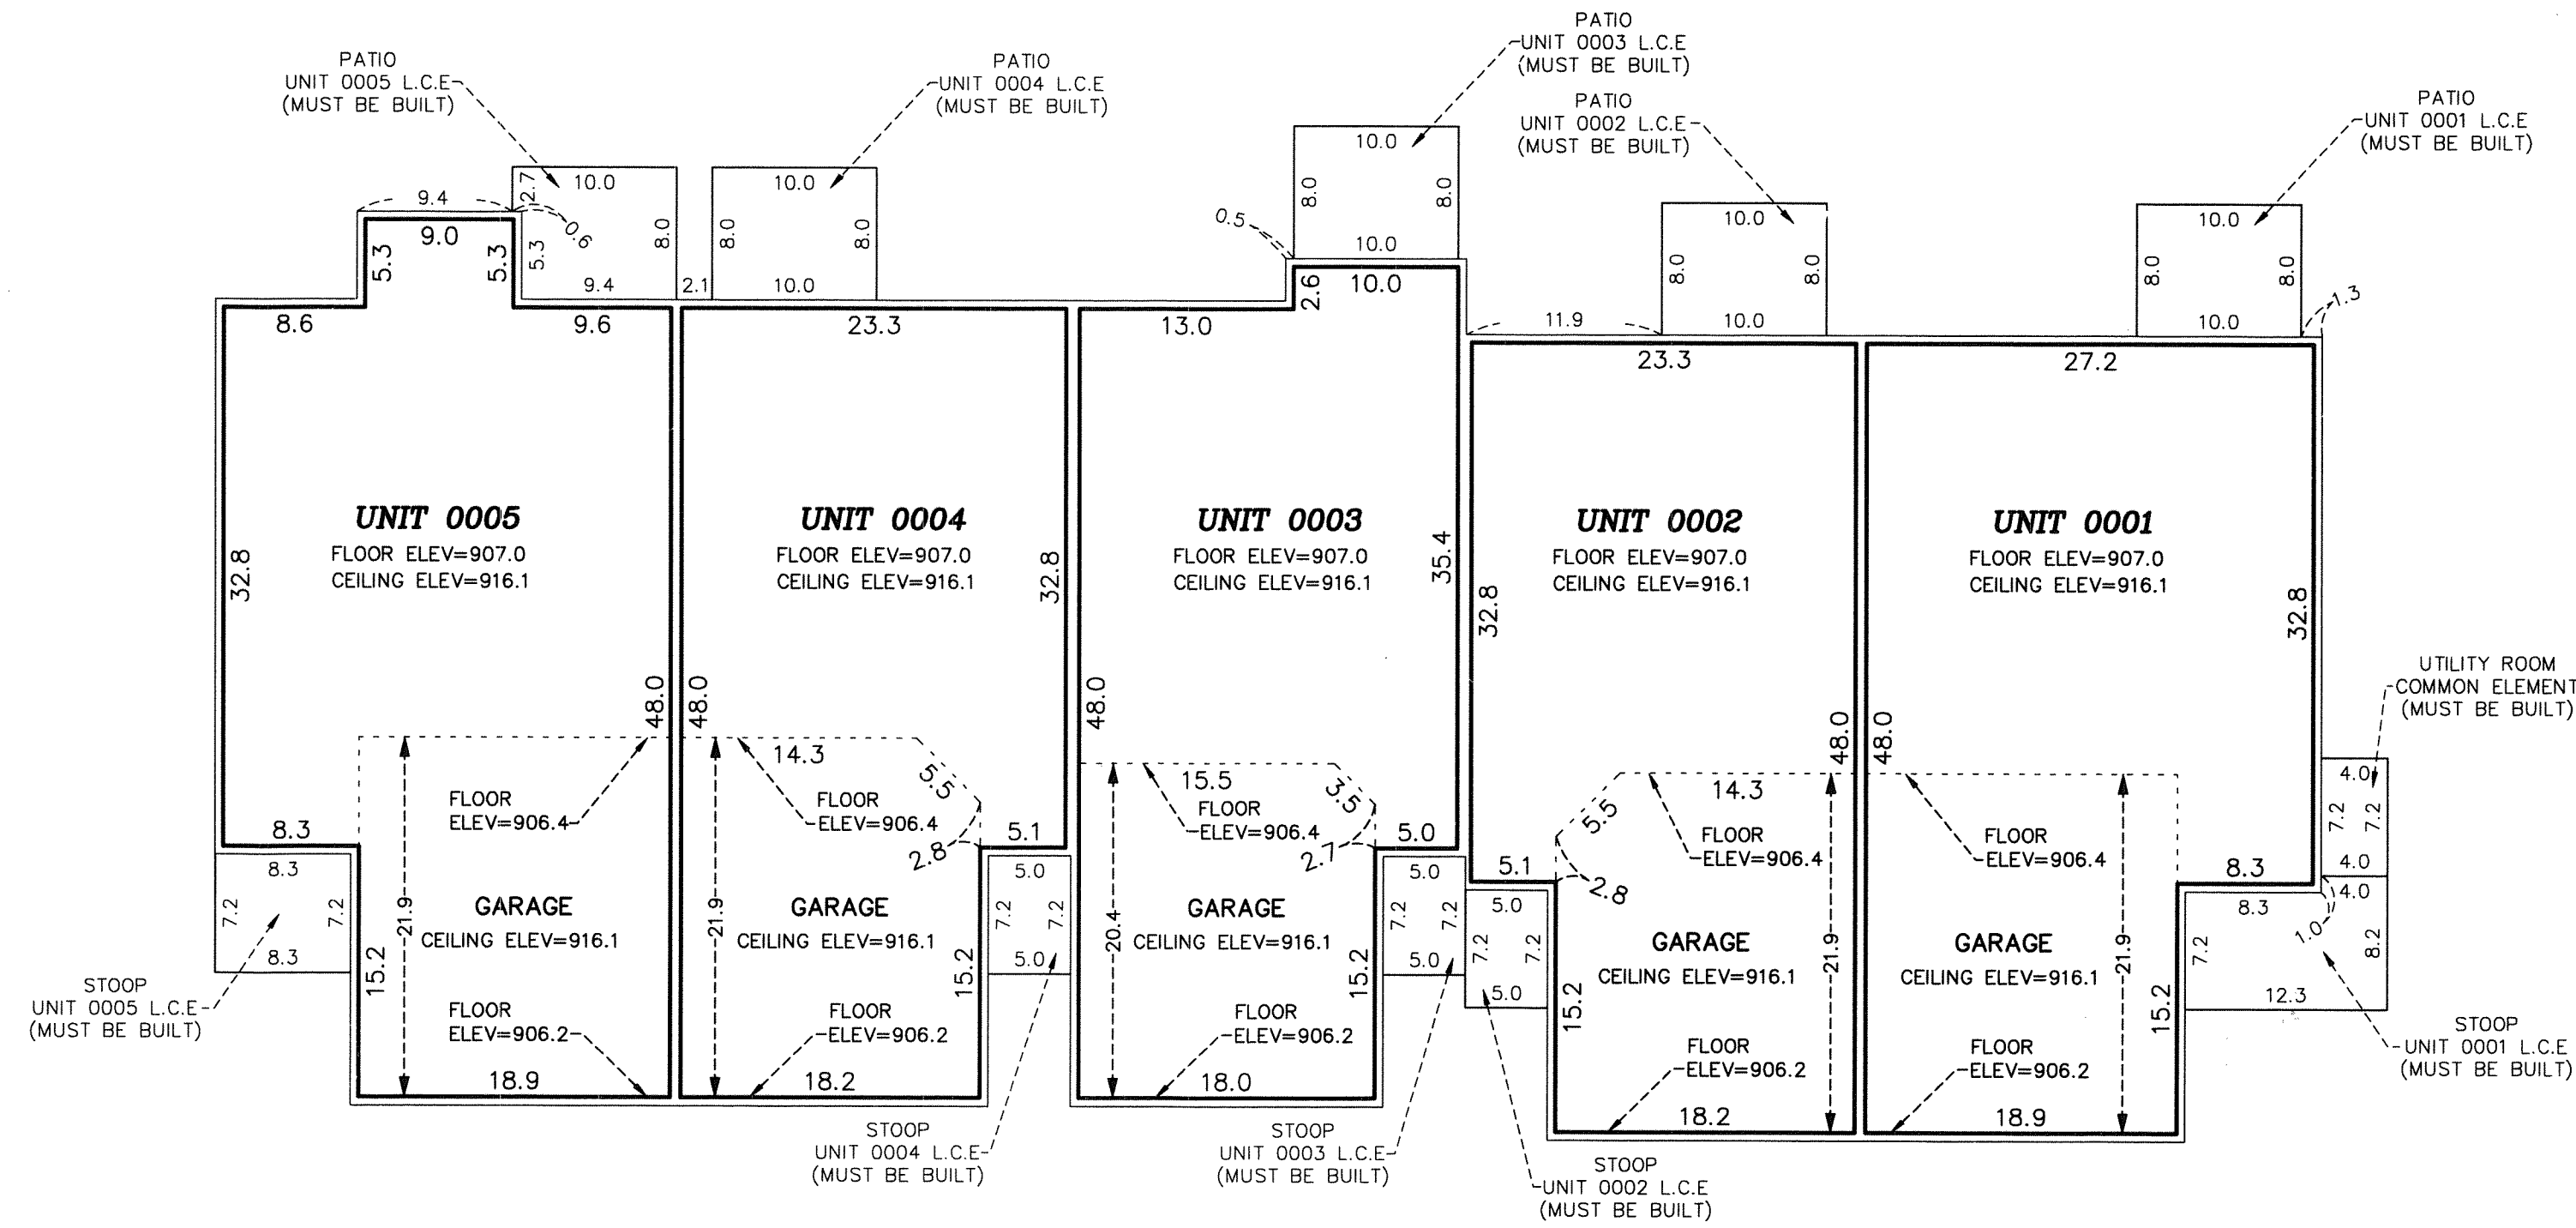 PATIO
UNIT 0005 L.C.E
(MUST BE BUILT)
PATIO
UNIT 0004 L.C.E
(MUST BE BUILT)
PATIO
UNIT 0003 L.C.E
(MUST BE BUILT)
PATIO
UNIT 0002 L.C.E
(MUST BE BUILT)
PATIO
UNIT 0001 L.C.E
(MUST BE BUILT)
9.4
2.7
10.0
0.6
5.3
8.0
9.4
2.1
10.0
8.0
8.0
10.0
0.5
10.0
8.0
8.0
10.0
11.9
10.0
8.0
8.0
10.0
10.0
8.0
8.0
10.0
1.3
9.0
5.3
5.3
8.6
9.6
UNIT 0005
FLOOR ELEV=907.0
CEILING ELEV=916.1
32.8
48.0
8.3
FLOOR
ELEV=906.4
21.9
GARAGE
CEILING ELEV=916.1
15.2
FLOOR
ELEV=906.2
18.9
8.3
7.2
7.2
8.3
STOOP
UNIT 0005 L.C.E
(MUST BE BUILT)
23.3
UNIT 0004
FLOOR ELEV=907.0
CEILING ELEV=916.1
32.8
48.0
14.3
5.5
FLOOR
ELEV=906.4
2.8
5.1
21.9
GARAGE
CEILING ELEV=916.1
15.2
FLOOR
ELEV=906.2
18.2
5.0
7.2
7.2
5.0
STOOP
UNIT 0004 L.C.E
(MUST BE BUILT)
13.0
2.6
10.0
UNIT 0003
FLOOR ELEV=907.0
CEILING ELEV=916.1
35.4
48.0
15.5
3.5
FLOOR
ELEV=906.4
2.7
5.0
20.4
GARAGE
CEILING ELEV=916.1
15.2
FLOOR
ELEV=906.2
18.0
5.0
7.2
7.2
5.0
STOOP
UNIT 0003 L.C.E
(MUST BE BUILT)
23.3
UNIT 0002
FLOOR ELEV=907.0
CEILING ELEV=916.1
32.8
48.0
14.3
5.5
FLOOR
ELEV=906.4
5.1
2.8
21.9
GARAGE
CEILING ELEV=916.1
15.2
FLOOR
ELEV=906.2
18.2
5.0
7.2
7.2
5.0
STOOP
UNIT 0002 L.C.E
(MUST BE BUILT)
27.2
UNIT 0001
FLOOR ELEV=907.0
CEILING ELEV=916.1
32.8
48.0
FLOOR
ELEV=906.4
8.3
21.9
GARAGE
CEILING ELEV=916.1
15.2
FLOOR
ELEV=906.2
18.9
UTILITY ROOM
COMMON ELEMENT
(MUST BE BUILT)
4.0
7.2
7.2
4.0
4.0
8.3
1.0
7.2
8.2
12.3
STOOP
UNIT 0001 L.C.E
(MUST BE BUILT)